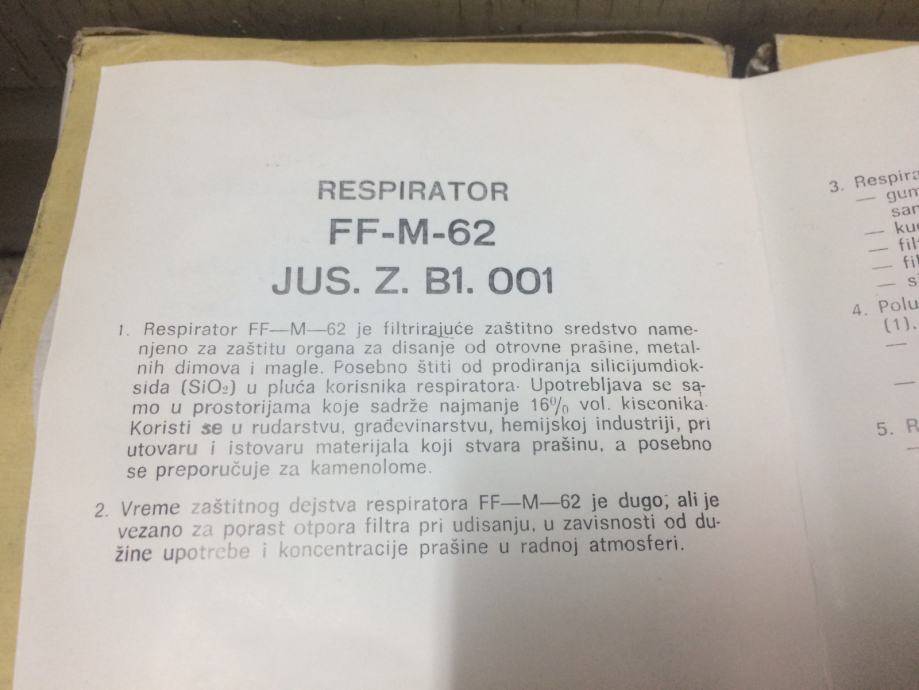 RESPIRATOR
FF-M-62
JUS. Z. B1. 001
1. Respirator FF—M—62 je filtrirajuće zaštitno sredstvo name-
njeno za zaštitu organa za disanje od otrovne prašine, metal-
nih dimova i magle. Posebno štiti od prodiranja silicijumdiok-
sida (SiO₂) u pluća korisnika respiratora. Upotrebljava se sa-
mo u prostorijama koje sadrže najmanje 16% vol. kiseonika.
Koristi se u rudarstvu, građevinarstvu, hemijskoj industriji, pri
utovaru i istovaru materijala koji stvara prašinu, a posebno
se preporučuje za kamenolome.
2. Vreme zaštitnog dejstva respiratora FF—M—62 je dugo, ali je
vezano za porast otpora filtra pri udisanju, u zavisnosti od du-
žine upotrebe i koncentracije prašine u radnoj atmosferi.
3.
4.
(1).
5.